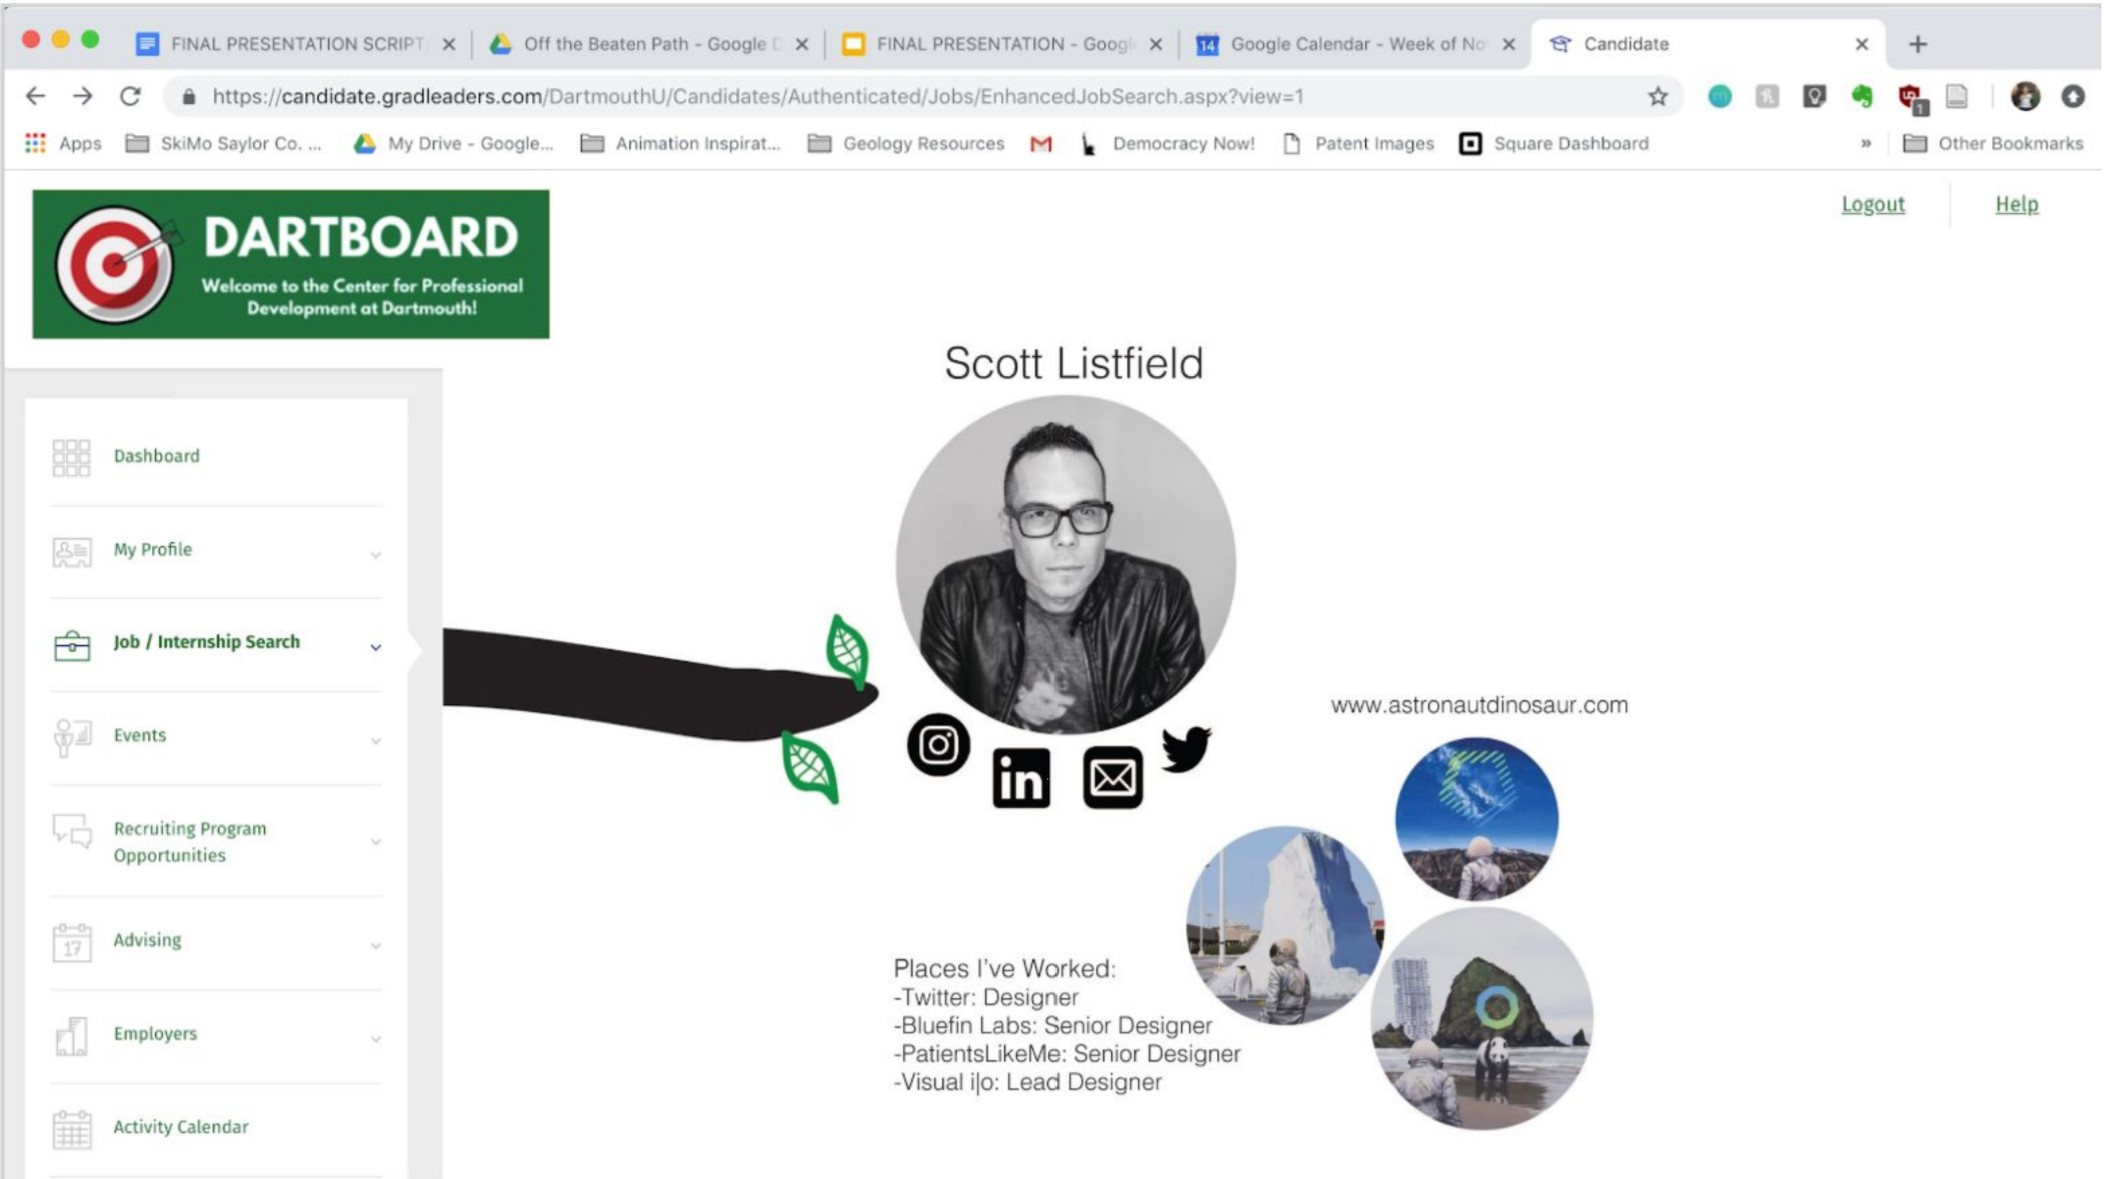 FINAL PRESENTATION SCRIPT
Off the Beaten Path - Google D
FINAL PRESENTATION - Googl
14
Google Calendar - Week of No
Candidate
https://candidate.gradleaders.com/DartmouthU/Candidates/Authenticated/Jobs/EnhancedJobSearch.aspx?view=1
1
Apps
SkiMo Saylor Co. ...
My Drive - Google...
Animation Inspirat...
Geology Resources
Democracy Now!
Patent Images
Square Dashboard
»
Other Bookmarks
DARTBOARD
Welcome to the Center for Professional
Development at Dartmouth!
Logout
Help
Dashboard
My Profile
Job / Internship Search
Events
Recruiting Program
Opportunities
17
Advising
Employers
Activity Calendar
Scott Listfield
in
www.astronautdinosaur.com
Places I've Worked:
-Twitter: Designer
-Bluefin Labs: Senior Designer
-PatientsLikeMe: Senior Designer
-Visual i|o: Lead Designer